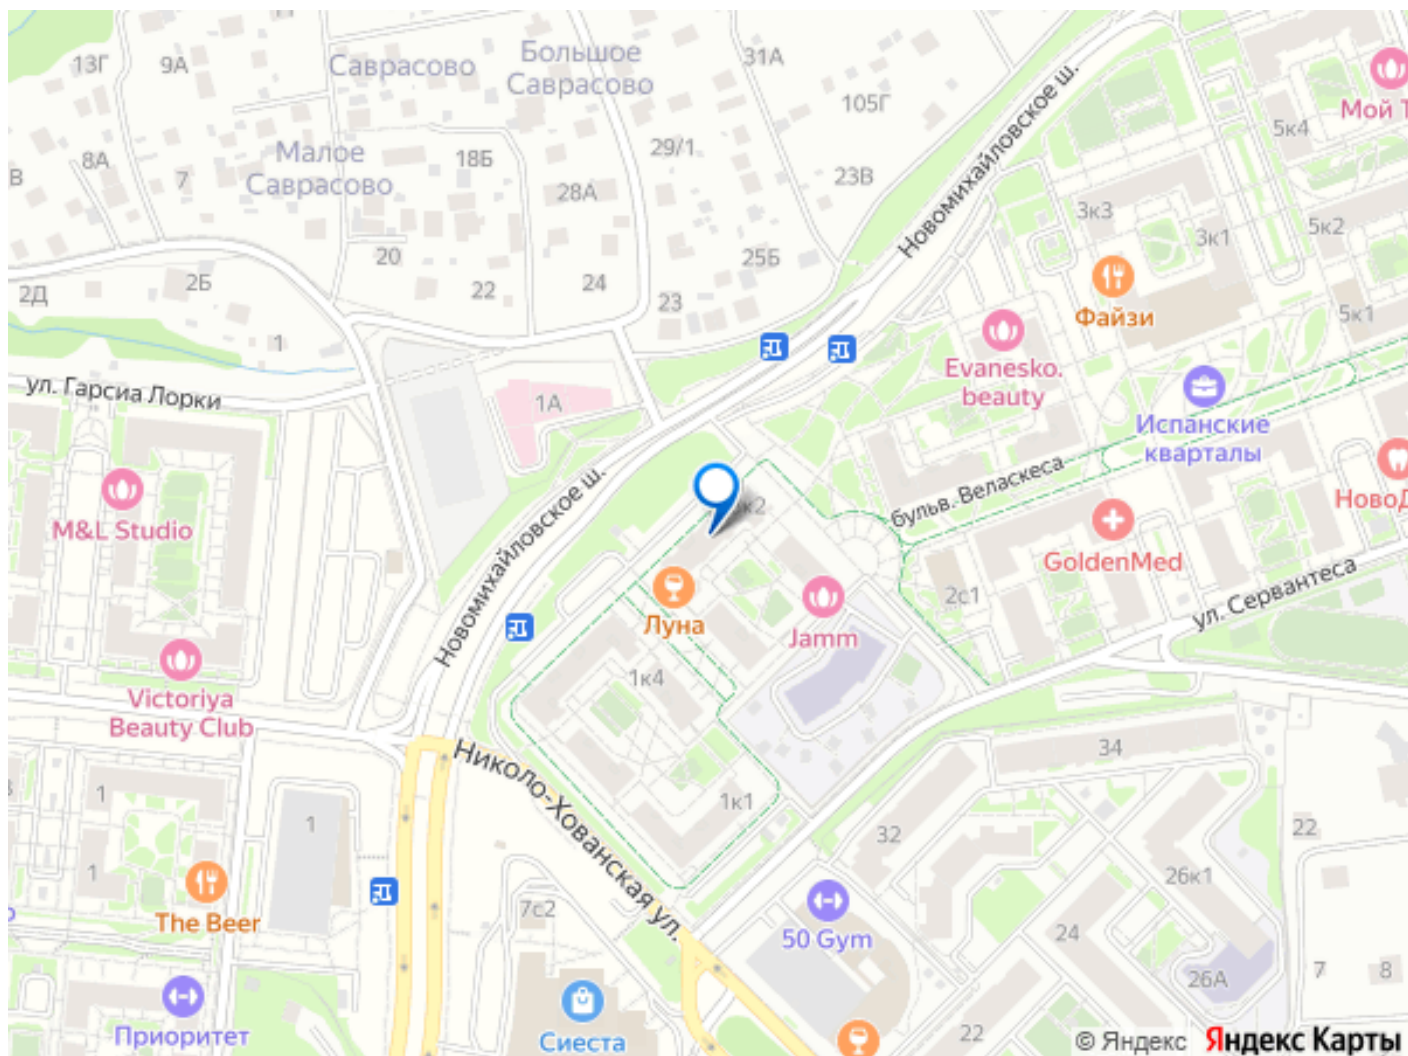 13Г
9А
Саврасово
Большое
Саврасово
31А
105Г
Мой
5к4
8А
7
Малое
Саврасово
18Б
28А
29/1
23В
Новомихайловское ш.
3к3
3к1
5к2
В
2Д
2Б
20
22
24
25Б
23
Файзи
5к1
1
ул. Гарсиа Лорки
1А
Evanesko.
beauty
Испанские
кварталы
M&L Studio
Новомихайловское ш.
бульв. Веласкеса
GoldenMed
2с1
ул. Сервантеса
Луна
Jamm
Victoriya
Beauty Club
1к4
1к1
Николо-Хованская ул.
34
32
22
26к1
1
1
1
The Beer
7с2
50 Gym
24
26А
7
8
22
Приоритет
Сиеста
© Яндекс
Яндекс Карты